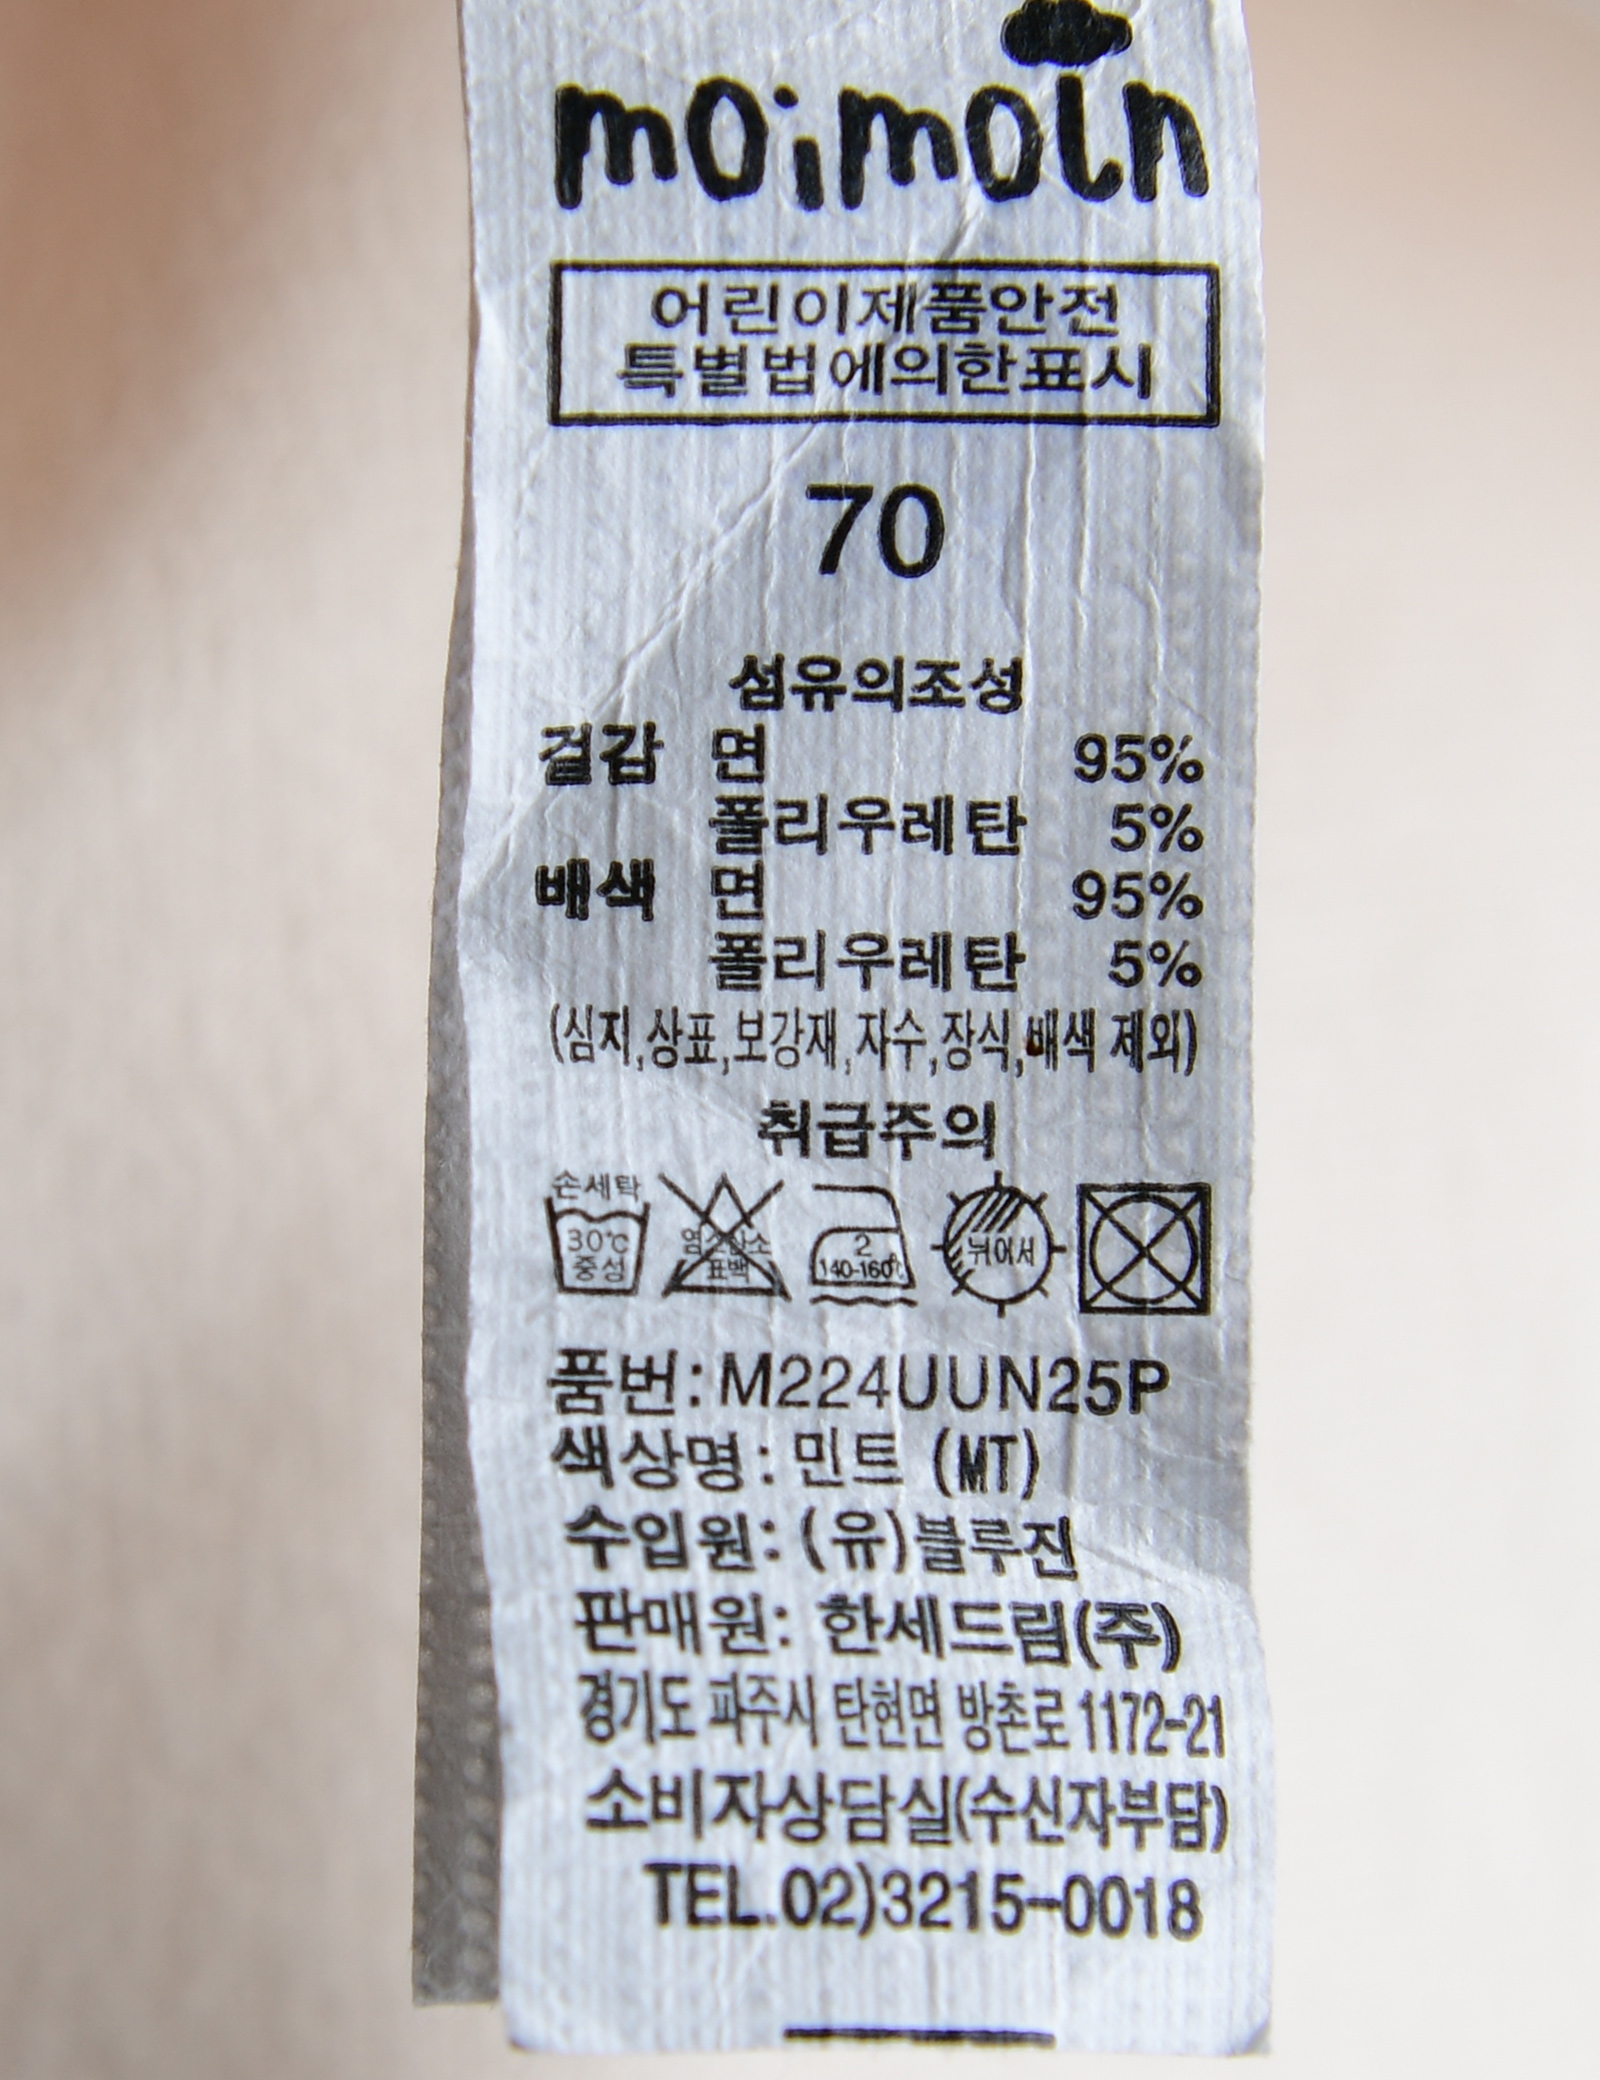 moimoln
어린이제품안전
특별법에의한표시
70
섬유의조성
겉감 면 95%
폴리우레탄 5%
배색 면 95%
폴리우레탄 5%
(심지,상표,보강재,자수,장식,배색 제외)
취급주의
손세탁
30℃
중성
염소산소
표백
2
140-160℃
뉘어서
품번: M224UUN25P
색상명: 민트 (MT)
수입원: (유)블루진
판매원: 한세드림(주)
경기도 파주시 탄현면 방촌로 1172-21
소비자상담실(수신자부담)
TEL.02)3215-0018